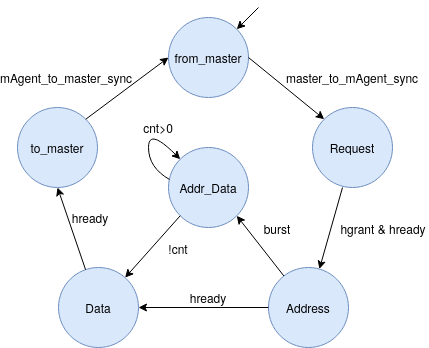 from_master
mAgent_to_master_sync
master_to_mAgent_sync
cnt>0
to_master
Request
Addr_Data
hready
!cnt
burst
hgrant & hready
hready
Data
Address